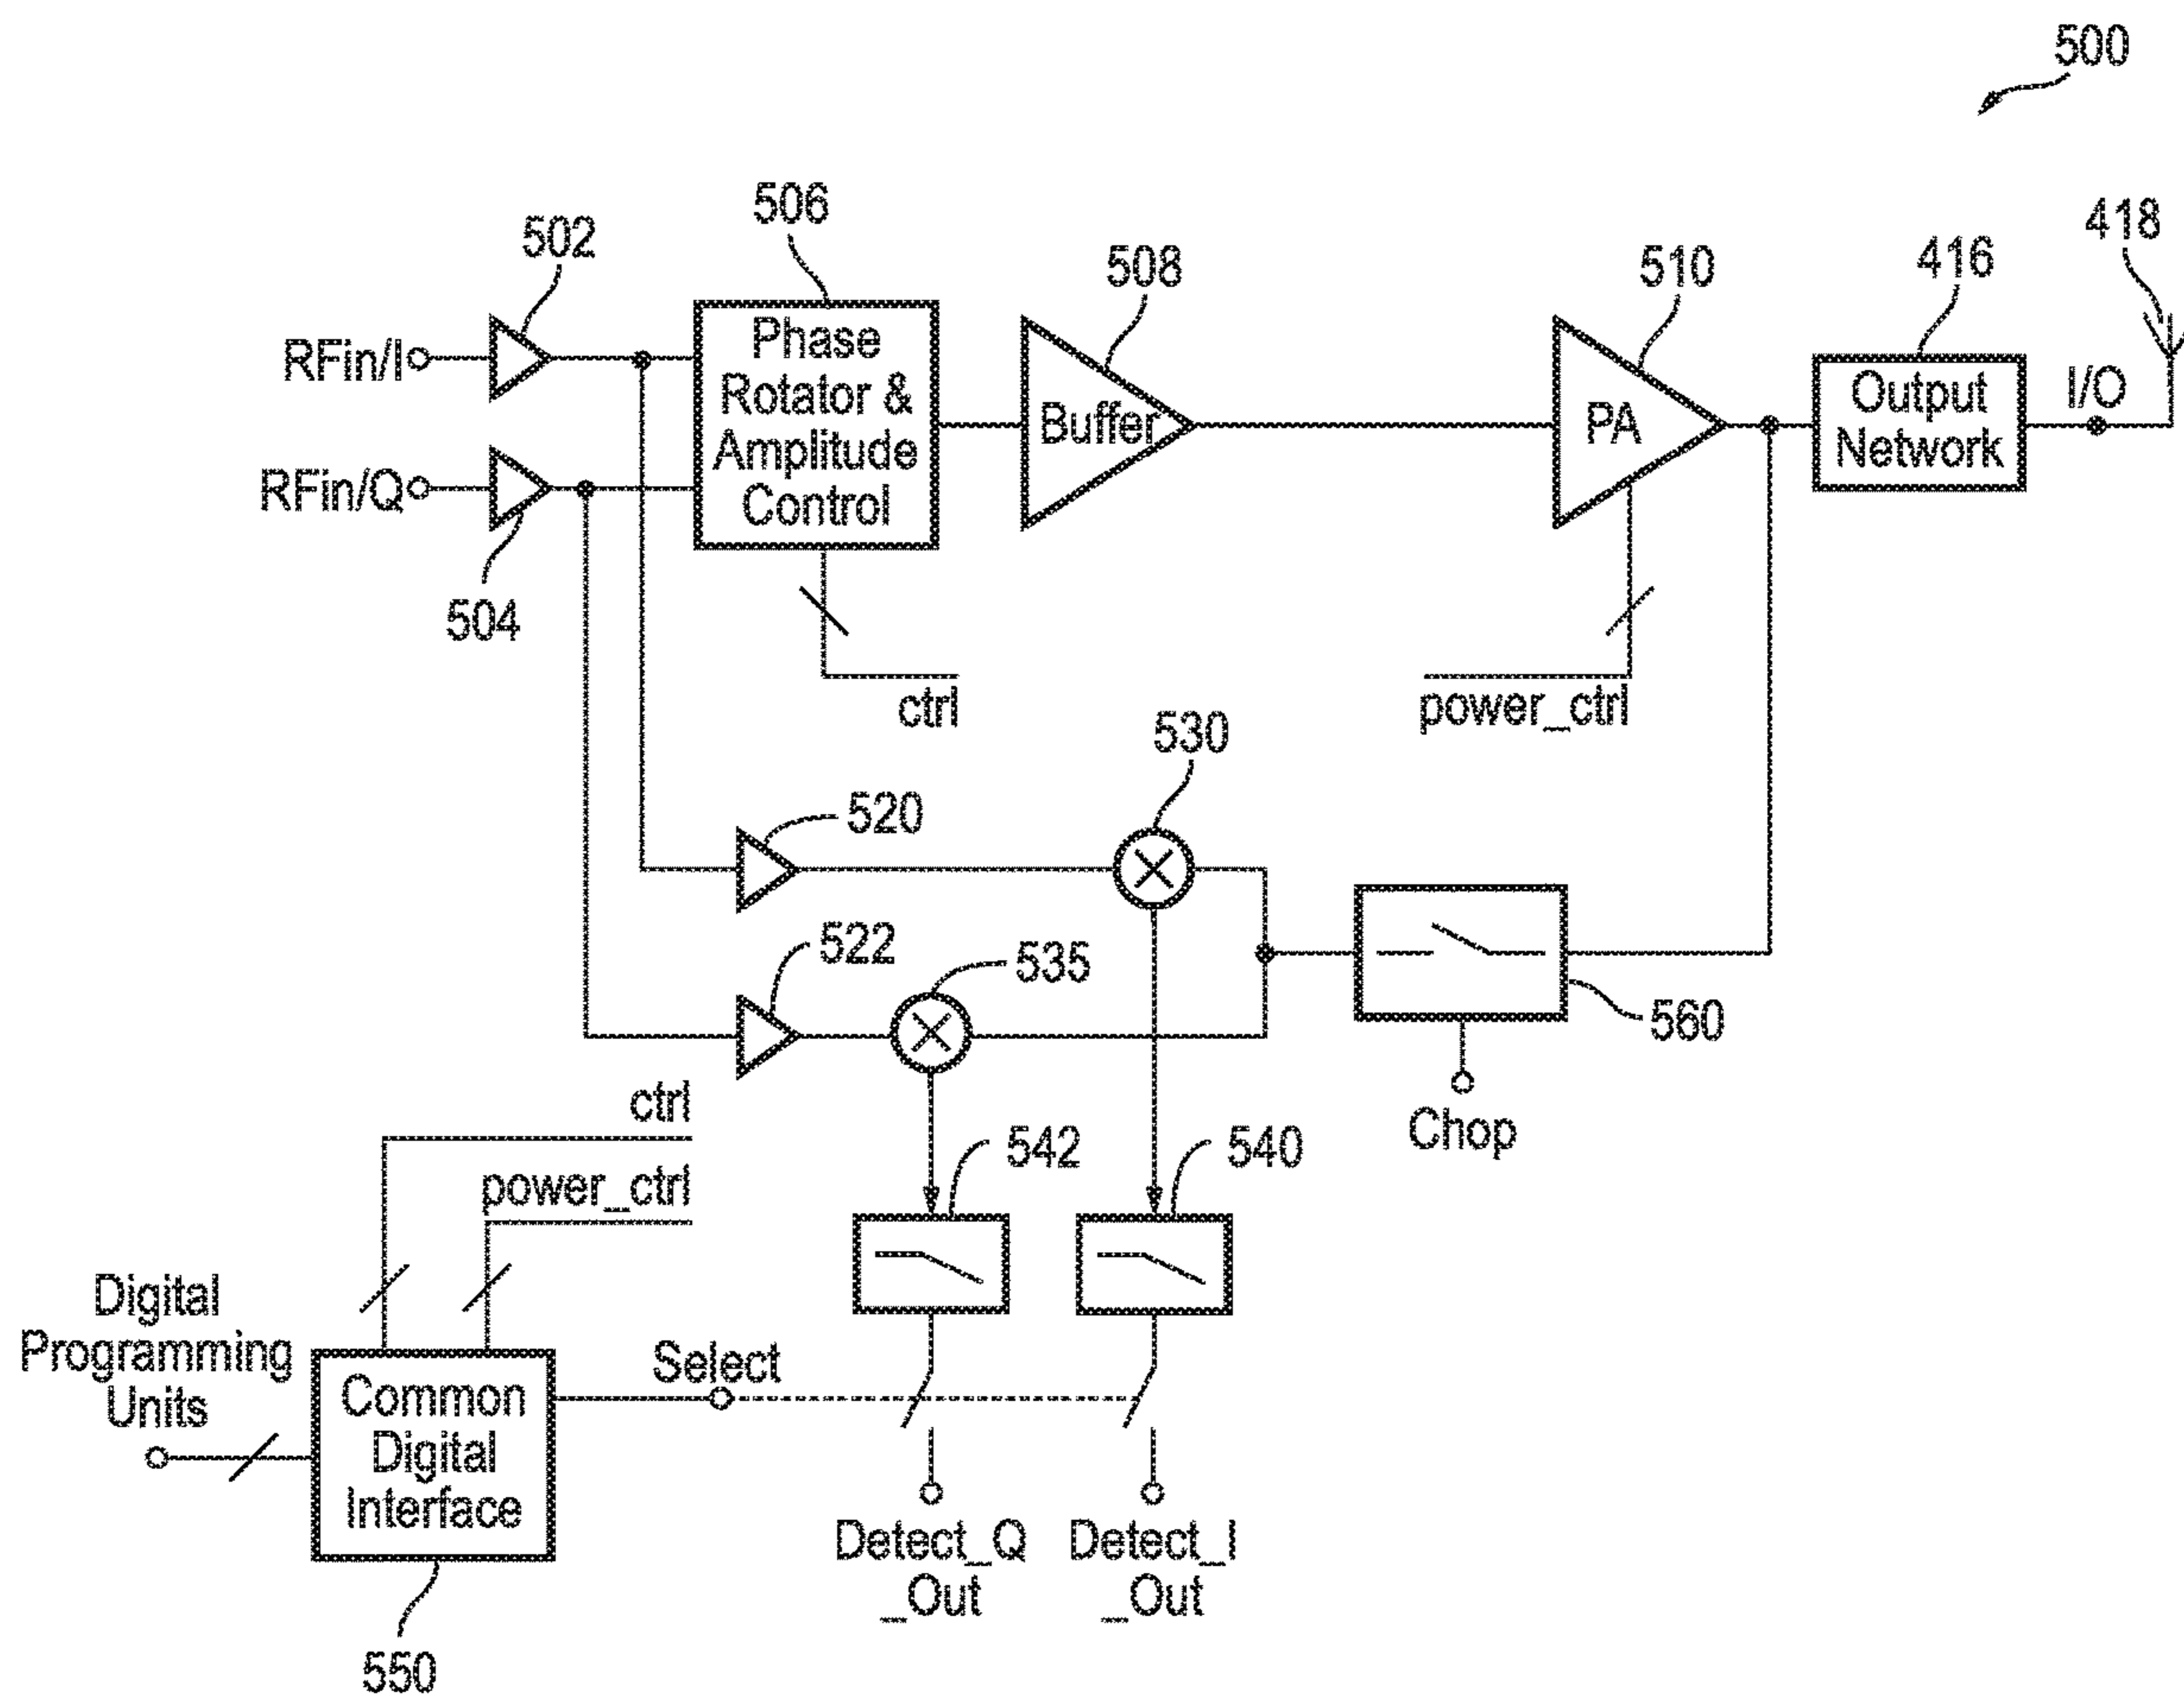 500
506
502
508
510
416
418
RFin/I
Phase
Rotator &
Amplitude
Control
Buffer
PA
Output
Network
I/O
RFin/Q
504
ctrl
power_ctrl
530
520
522
535
560
Chop
ctrl
power_ctrl
542
540
Digital
Programming
Units
Common
Digital
Interface
Select
Detect_Q
_Out
Detect_I
_Out
550